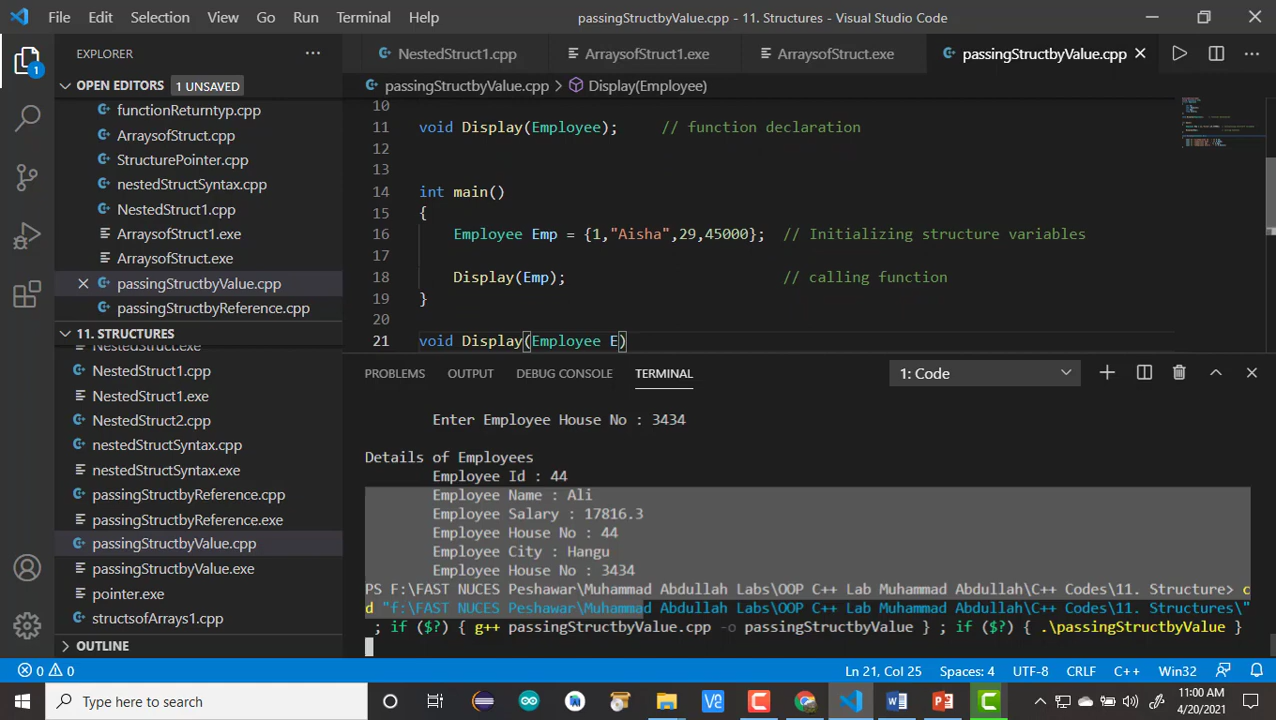 File Edit Selection View Go Run Terminal Help passingStructbyValue.cpp - 11. Structures - Visual Studio Code
EXPLORER
NestedStruct1.cpp ArraysofStruct1.exe ArraysofStruct.exe passingStructbyValue.cpp
OPEN EDITORS 1 UNSAVED
functionReturntyp.cpp
ArraysofStruct.cpp
StructurePointer.cpp
nestedStructSyntax.cpp
NestedStruct1.cpp
ArraysofStruct1.exe
ArraysofStruct.exe
passingStructbyValue.cpp
passingStructbyReference.cpp
11. STRUCTURES
NestedStruct.exe
NestedStruct1.cpp
NestedStruct1.exe
NestedStruct2.cpp
nestedStructSyntax.cpp
nestedStructSyntax.exe
passingStructbyReference.cpp
passingStructbyReference.exe
passingStructbyValue.cpp
passingStructbyValue.exe
pointer.exe
structsofArrays1.cpp
OUTLINE
1
passingStructbyValue.cpp > Display(Employee)
10
11 void Display(Employee); // function declaration
12
13
14 int main()
15 {
16 Employee Emp = {1,"Aisha",29,45000}; // Initializing structure variables
17
18 Display(Emp); // calling function
19 }
20
21 void Display(Employee E)
PROBLEMS OUTPUT DEBUG CONSOLE TERMINAL 1: Code
Enter Employee House No : 3434
Details of Employees
Employee Id : 44
Employee Name : Ali
Employee Salary : 17816.3
Employee House No : 44
Employee City : Hangu
Employee House No : 3434
PS F:\FAST NUCES Peshawar\Muhammad Abdullah Labs\OOP C++ Lab Muhammad Abdullah\C++ Codes\11. Structure> c
d "f:\FAST NUCES Peshawar\Muhammad Abdullah Labs\OOP C++ Lab Muhammad Abdullah\C++ Codes\11. Structures\"
; if ($?) { g++ passingStructbyValue.cpp -o passingStructbyValue } ; if ($?) { .\passingStructbyValue }
0 0 Ln 21, Col 25 Spaces: 4 UTF-8 CRLF C++ Win32
Type here to search
11:00 AM
4/20/2021